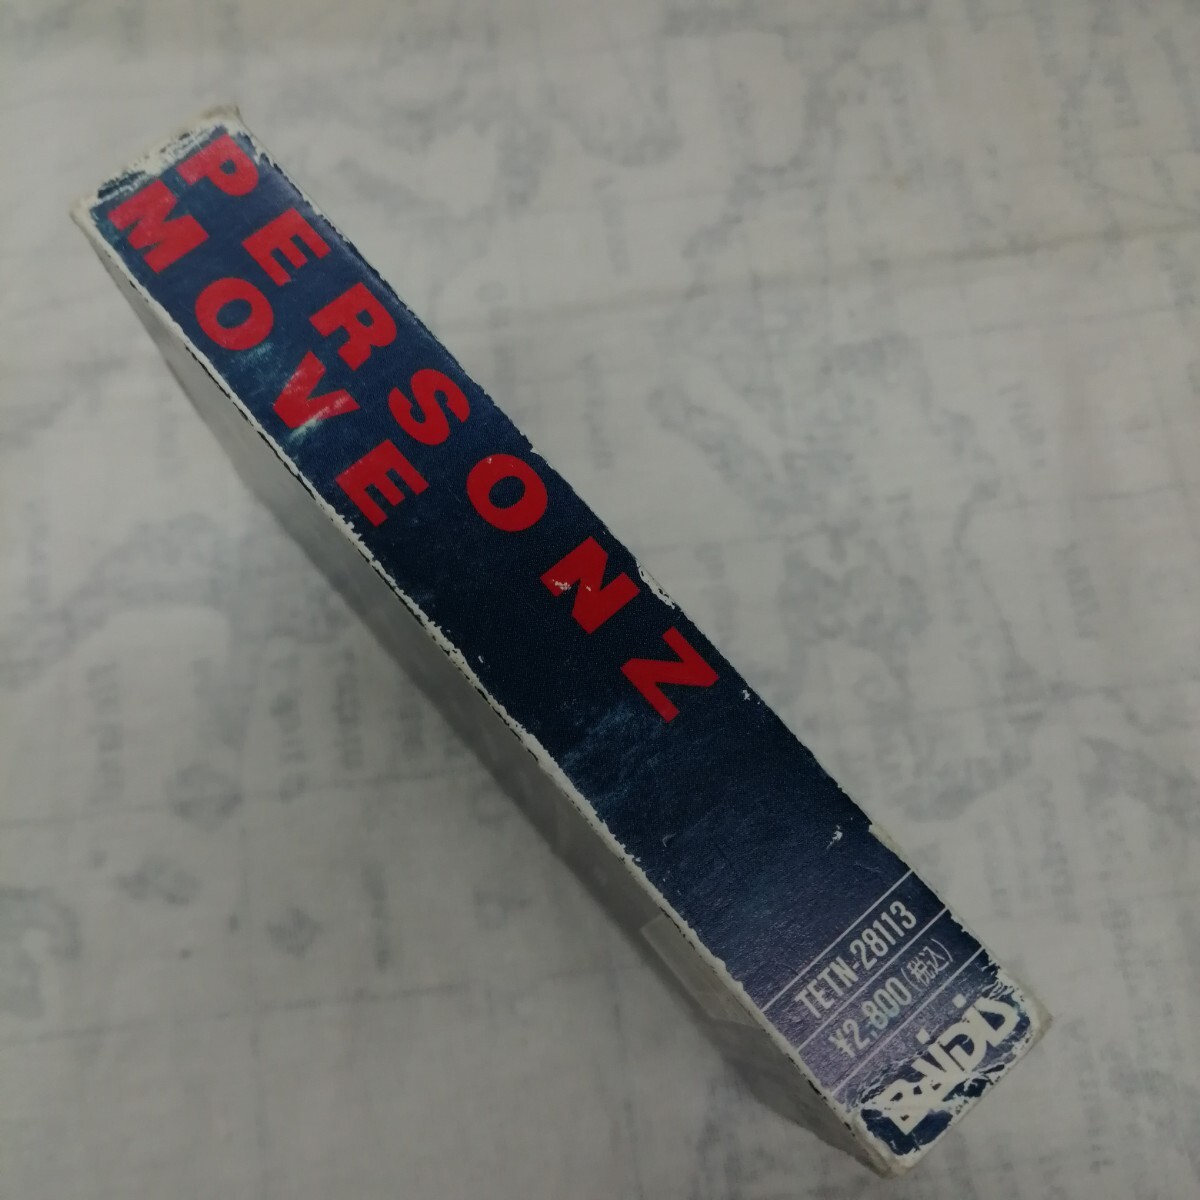 PERSONZ
MOVE
TETN-28113
¥2,800(税込)
BAIDIS